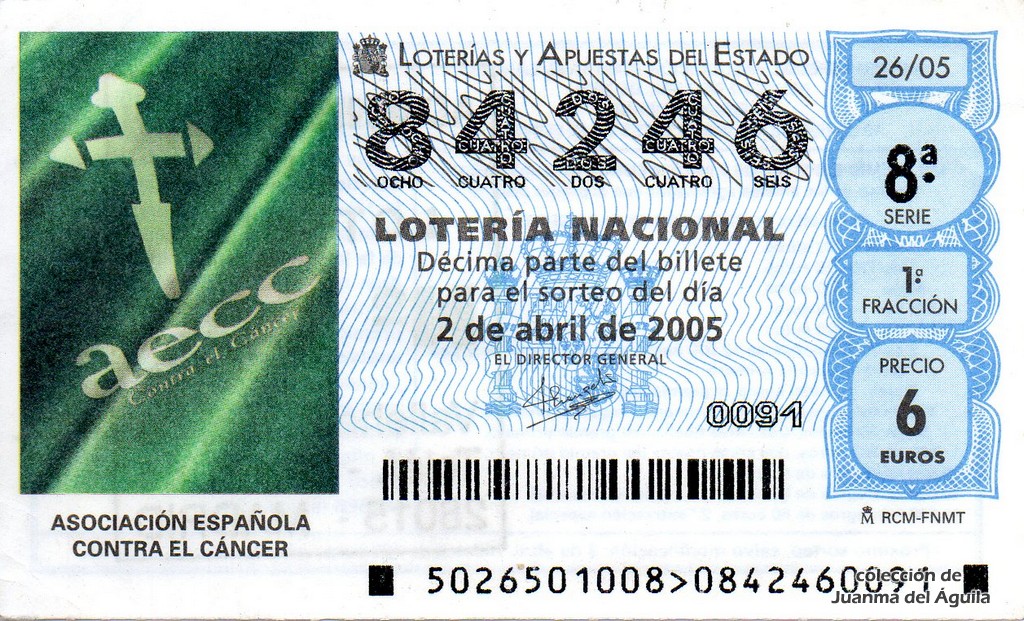 LOTERÍAS Y APUESTAS DEL ESTADO
84246
OCHO CUATRO DOS CUATRO SEIS
LOTERÍA NACIONAL
Décima parte del billete
para el sorteo del día
2 de abril de 2005
EL DIRECTOR GENERAL
0091
26/05
8ª
SERIE
1ª
FRACCIÓN
PRECIO
6
EUROS
RCM-FNMT
aecc
Contra el Cáncer
ASOCIACIÓN ESPAÑOLA
CONTRA EL CÁNCER
5026501008>0842460091
colección de
Juanma del Águila